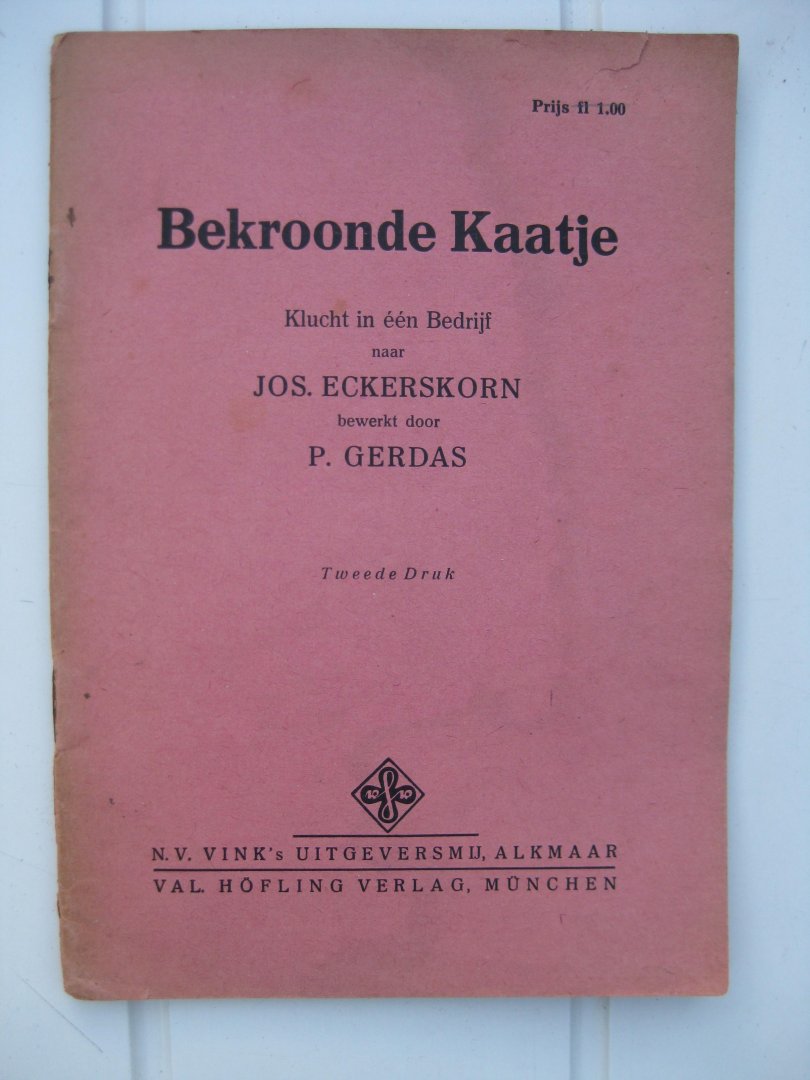 Prijs fl 1.00
Bekroonde Kaatje
Klucht in één Bedrijf
naar
JOS. ECKERSKORN
bewerkt door
P. GERDAS
Tweede Druk
N.V. VINK's UITGEVERSMIJ, ALKMAAR
VAL. HÖFLING VERLAG, MÜNCHEN